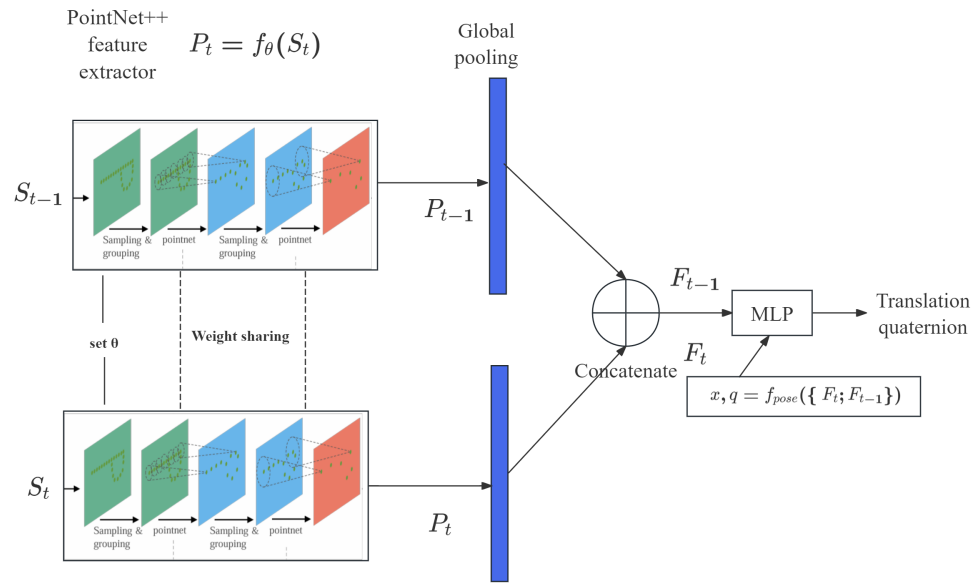 PointNet++
feature
extractor
P_t = f_θ(S_t)
Global
pooling
S_{t−1}
Sampling &
grouping
pointnet
Sampling &
grouping
pointnet
P_{t−1}
set θ
Weight sharing
F_{t−1}
MLP
Translation
quaternion
F_t
Concatenate
x, q = f_{pose}({ F_t; F_{t−1}})
S_t
Sampling &
grouping
pointnet
Sampling &
grouping
pointnet
P_t